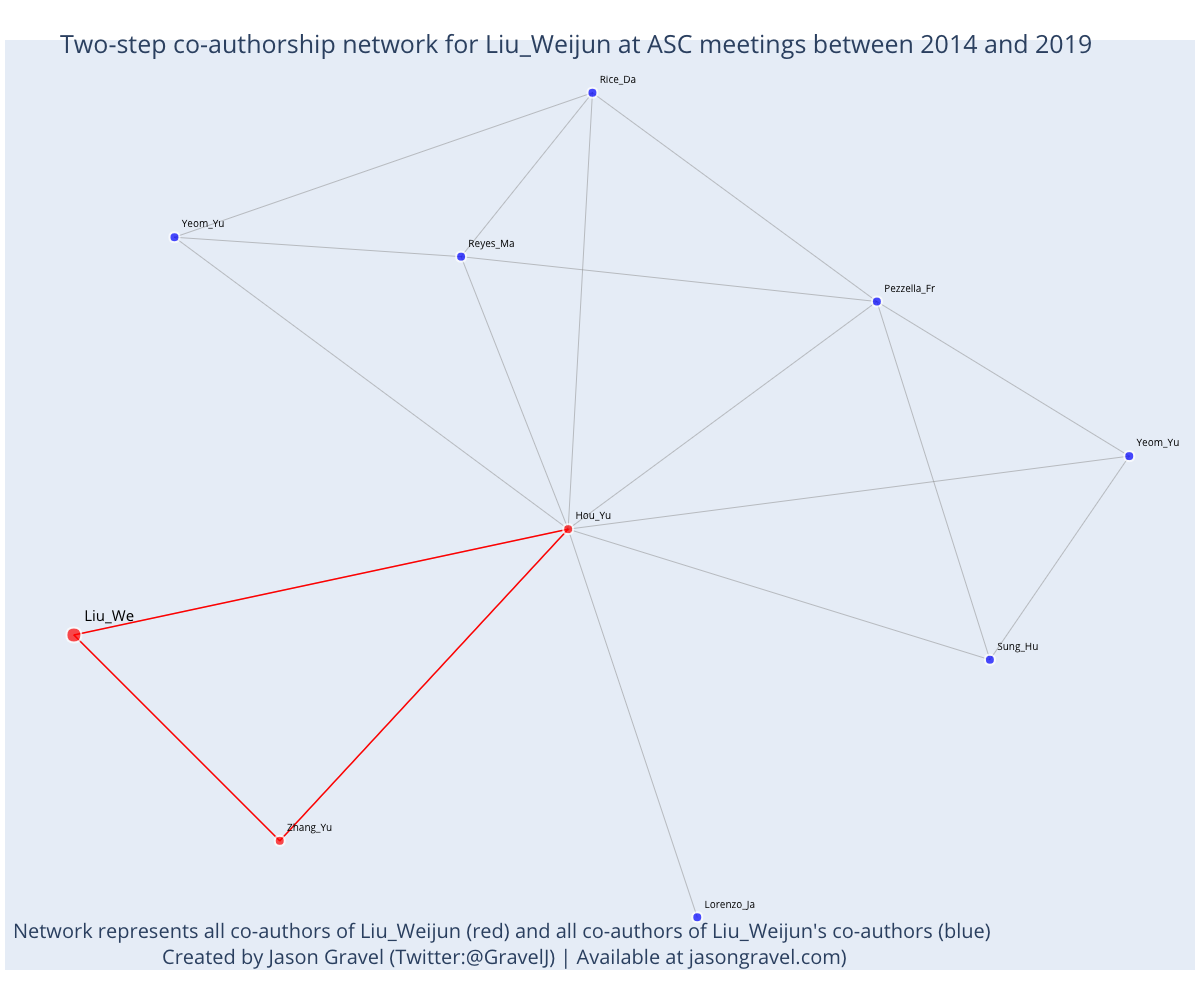 Two-step co-authorship network for Liu_Weijun at ASC meetings between 2014 and 2019
Rice_Da
Yeom_Yu
Reyes_Ma
Pezzella_Fr
Yeom_Yu
Hou_Yu
Liu_We
Sung_Hu
Zhang_Yu
Lorenzo_Ja
Network represents all co-authors of Liu_Weijun (red) and all co-authors of Liu_Weijun's co-authors (blue)
Created by Jason Gravel (Twitter:@GravelJ) | Available at jasongravel.com)